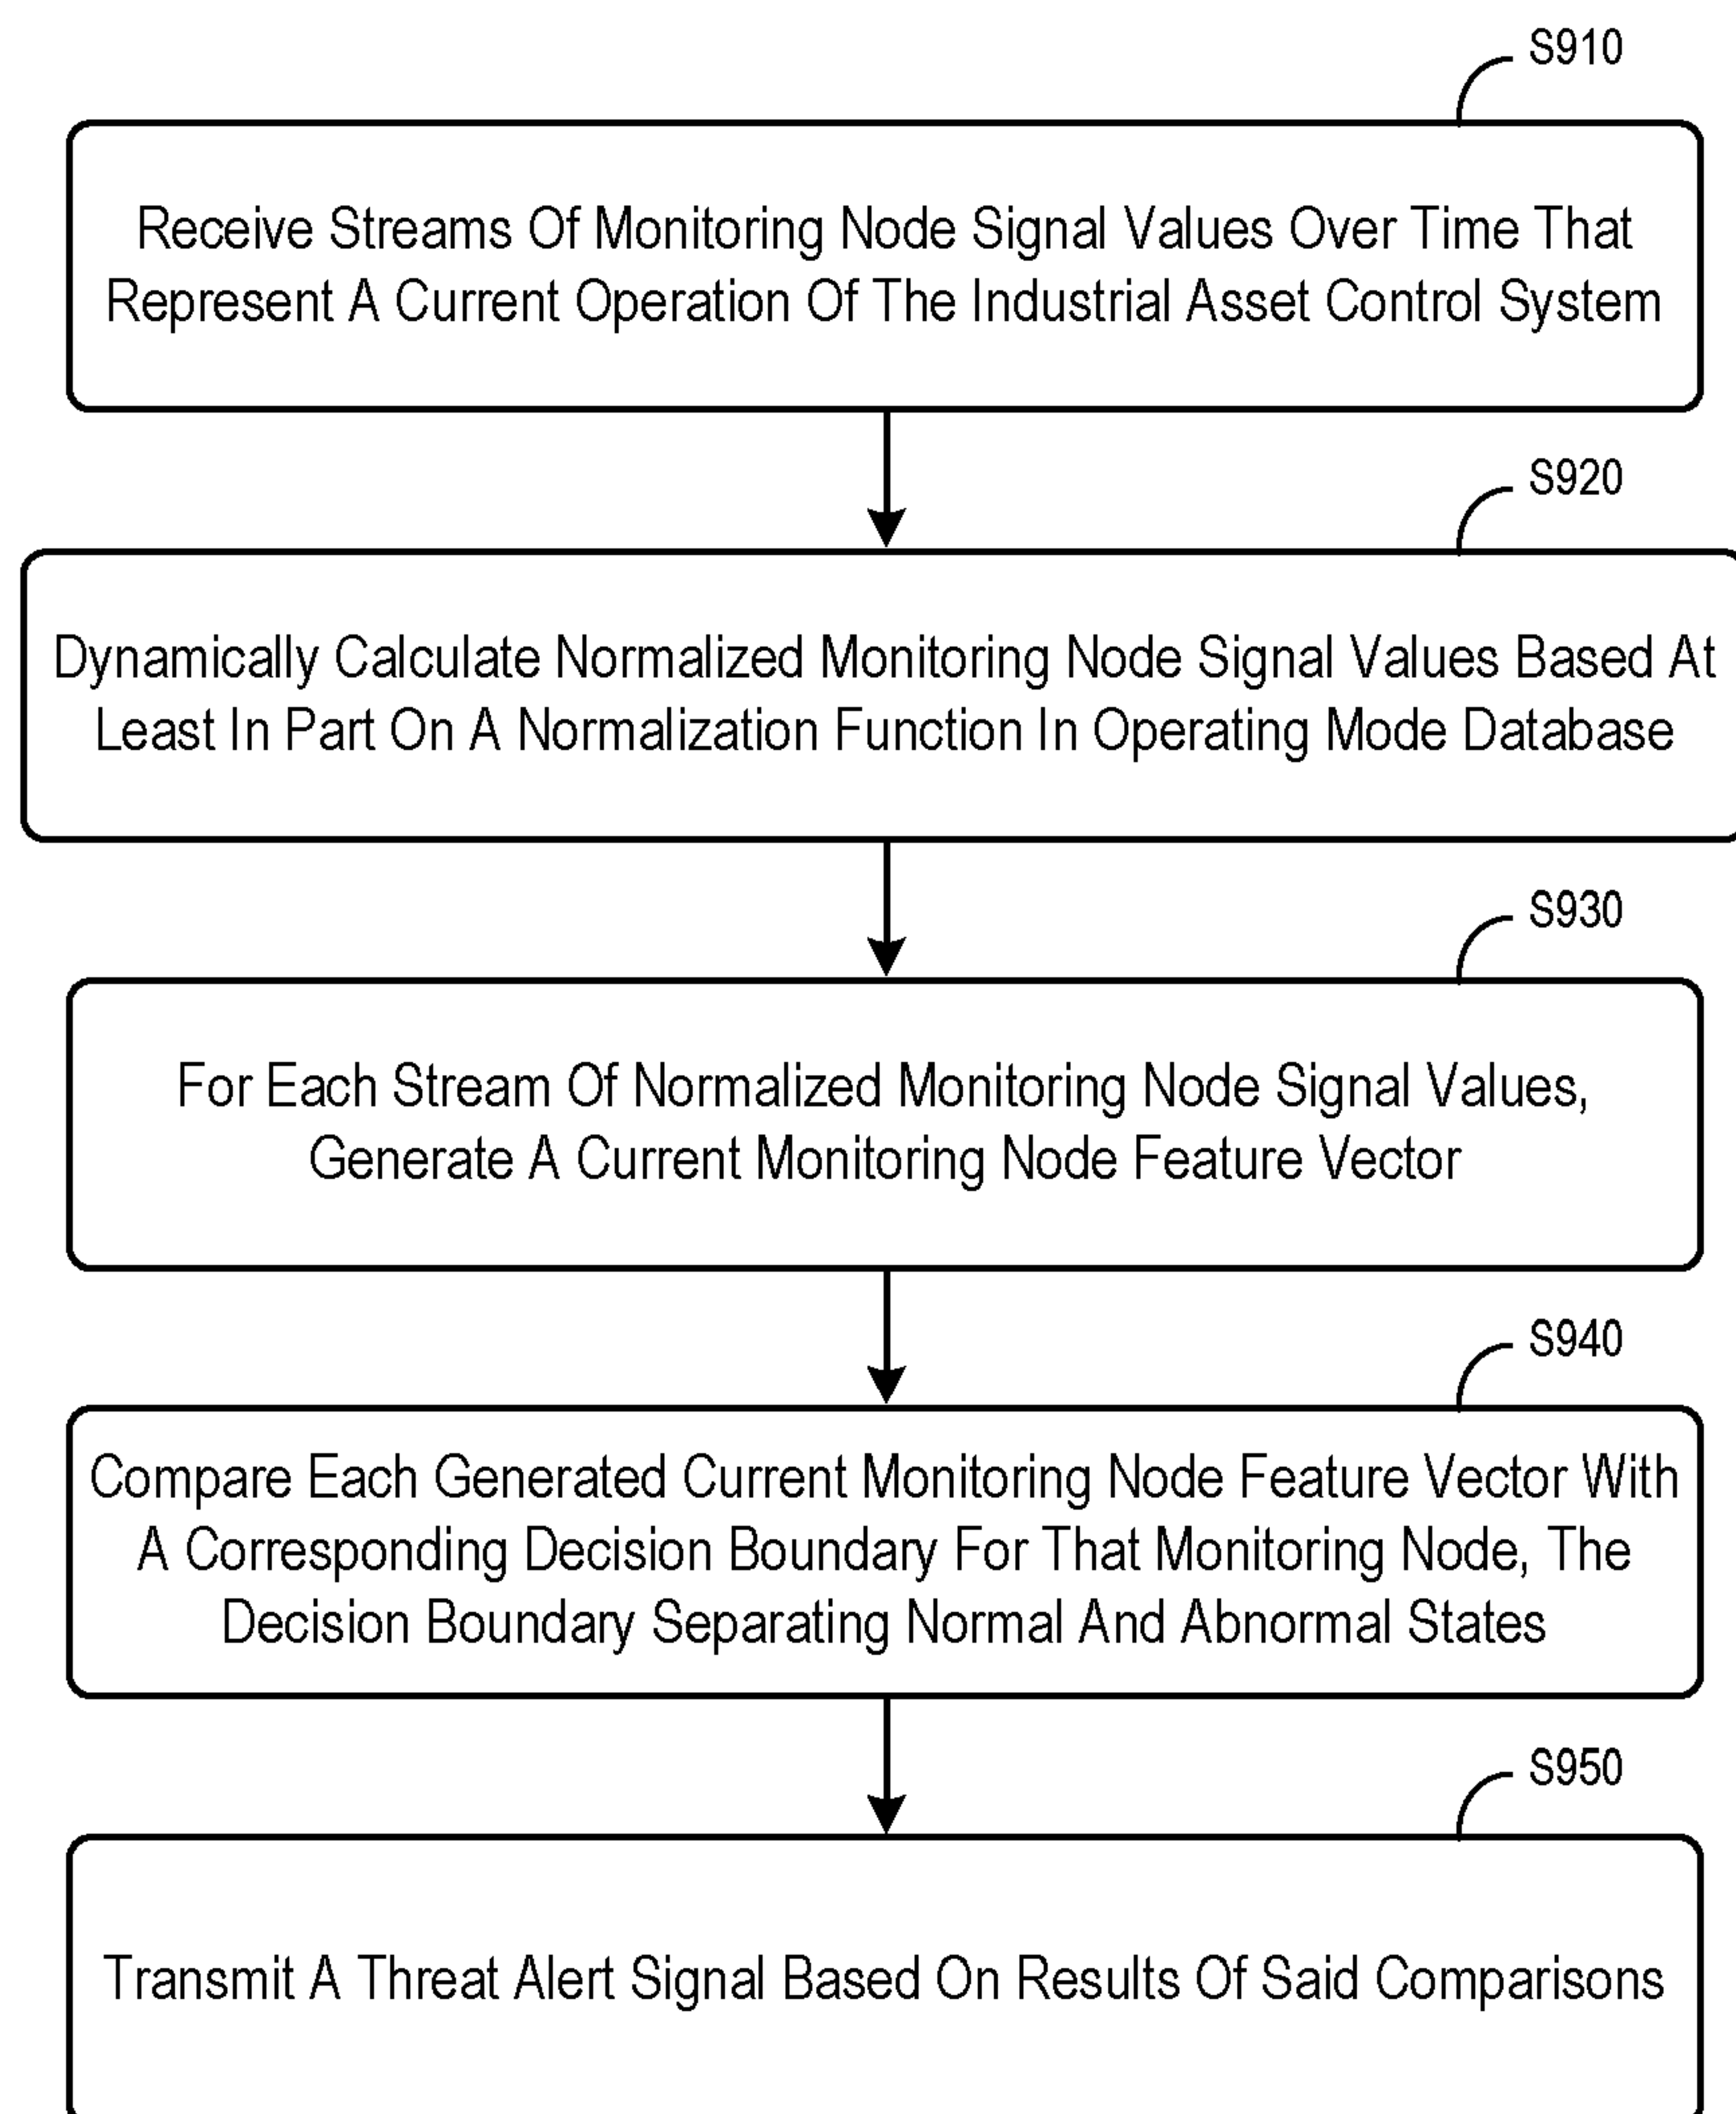 S910
Receive Streams Of Monitoring Node Signal Values Over Time That
Represent A Current Operation Of The Industrial Asset Control System
S920
Dynamically Calculate Normalized Monitoring Node Signal Values Based At
Least In Part On A Normalization Function In Operating Mode Database
S930
For Each Stream Of Normalized Monitoring Node Signal Values,
Generate A Current Monitoring Node Feature Vector
S940
Compare Each Generated Current Monitoring Node Feature Vector With
A Corresponding Decision Boundary For That Monitoring Node, The
Decision Boundary Separating Normal And Abnormal States
S950
Transmit A Threat Alert Signal Based On Results Of Said Comparisons